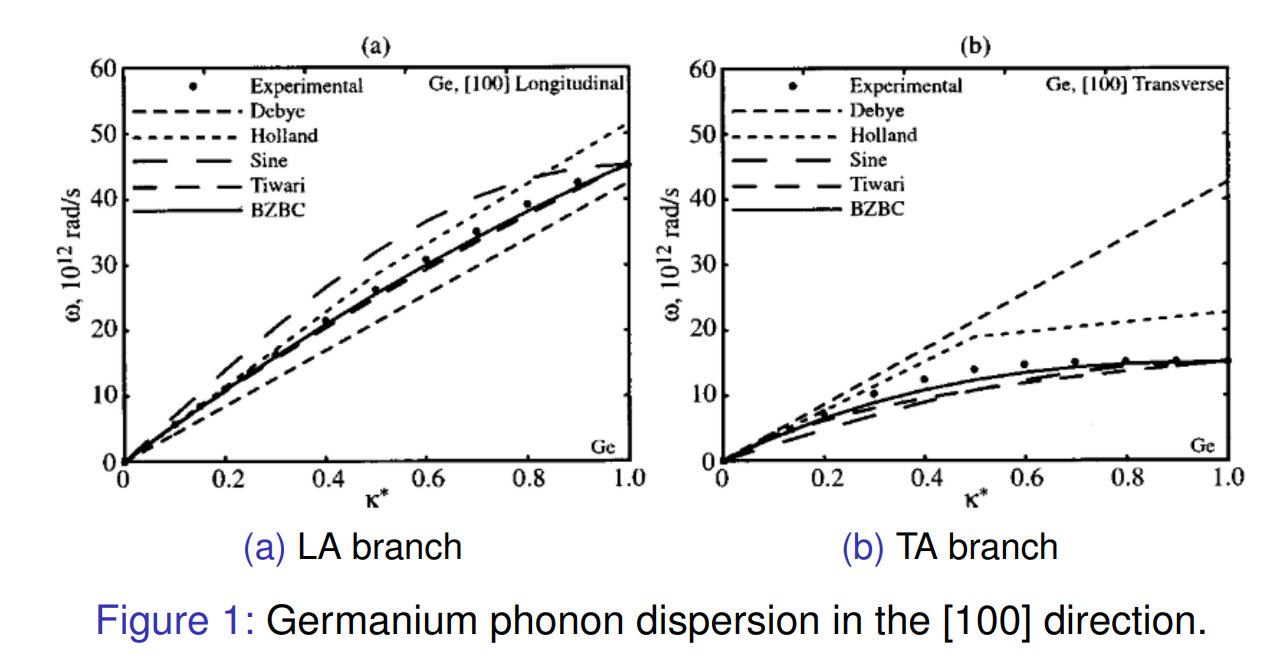 (a)
60
50
40
30
20
10
0
ω, 10¹² rad/s
Experimental
Debye
Holland
Sine
Tiwari
BZBC
Ge, [100] Longitudinal
Ge
0 0.2 0.4 0.6 0.8 1.0
κ*
(b)
60
50
40
30
20
10
0
ω, 10¹² rad/s
Experimental
Debye
Holland
Sine
Tiwari
BZBC
Ge, [100] Transverse
Ge
0 0.2 0.4 0.6 0.8 1.0
κ*
(a) LA branch
(b) TA branch
Figure 1: Germanium phonon dispersion in the [100] direction.